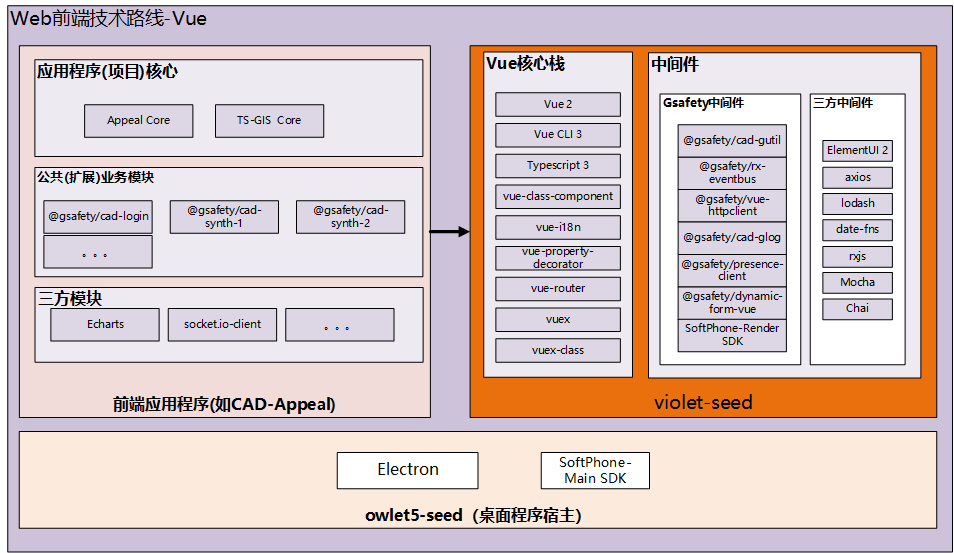 Web前端技术路线-Vue
应用程序(项目)核心
Appeal Core
TS-GIS Core
公共(扩展)业务模块
@gsafety/cad-login
@gsafety/cad-
synth-1
@gsafety/cad-
synth-2
。。。
三方模块
Echarts
socket.io-client
。。。
前端应用程序(如CAD-Appeal)
Vue核心栈
Vue 2
Vue CLI 3
Typescript 3
vue-class-component
vue-i18n
vue-property-
decorator
vue-router
vuex
vuex-class
中间件
Gsafety中间件
@gsafety/cad-gutil
@gsafety/rx-
eventbus
@gsafety/vue-
httpclient
@gsafety/cad-glog
@gsafety/presence-
client
@gsafety/dynamic-
form-vue
SoftPhone-Render
SDK
三方中间件
ElementUI 2
axios
lodash
date-fns
rxjs
Mocha
Chai
violet-seed
Electron
SoftPhone-
Main SDK
owlet5-seed（桌面程序宿主）